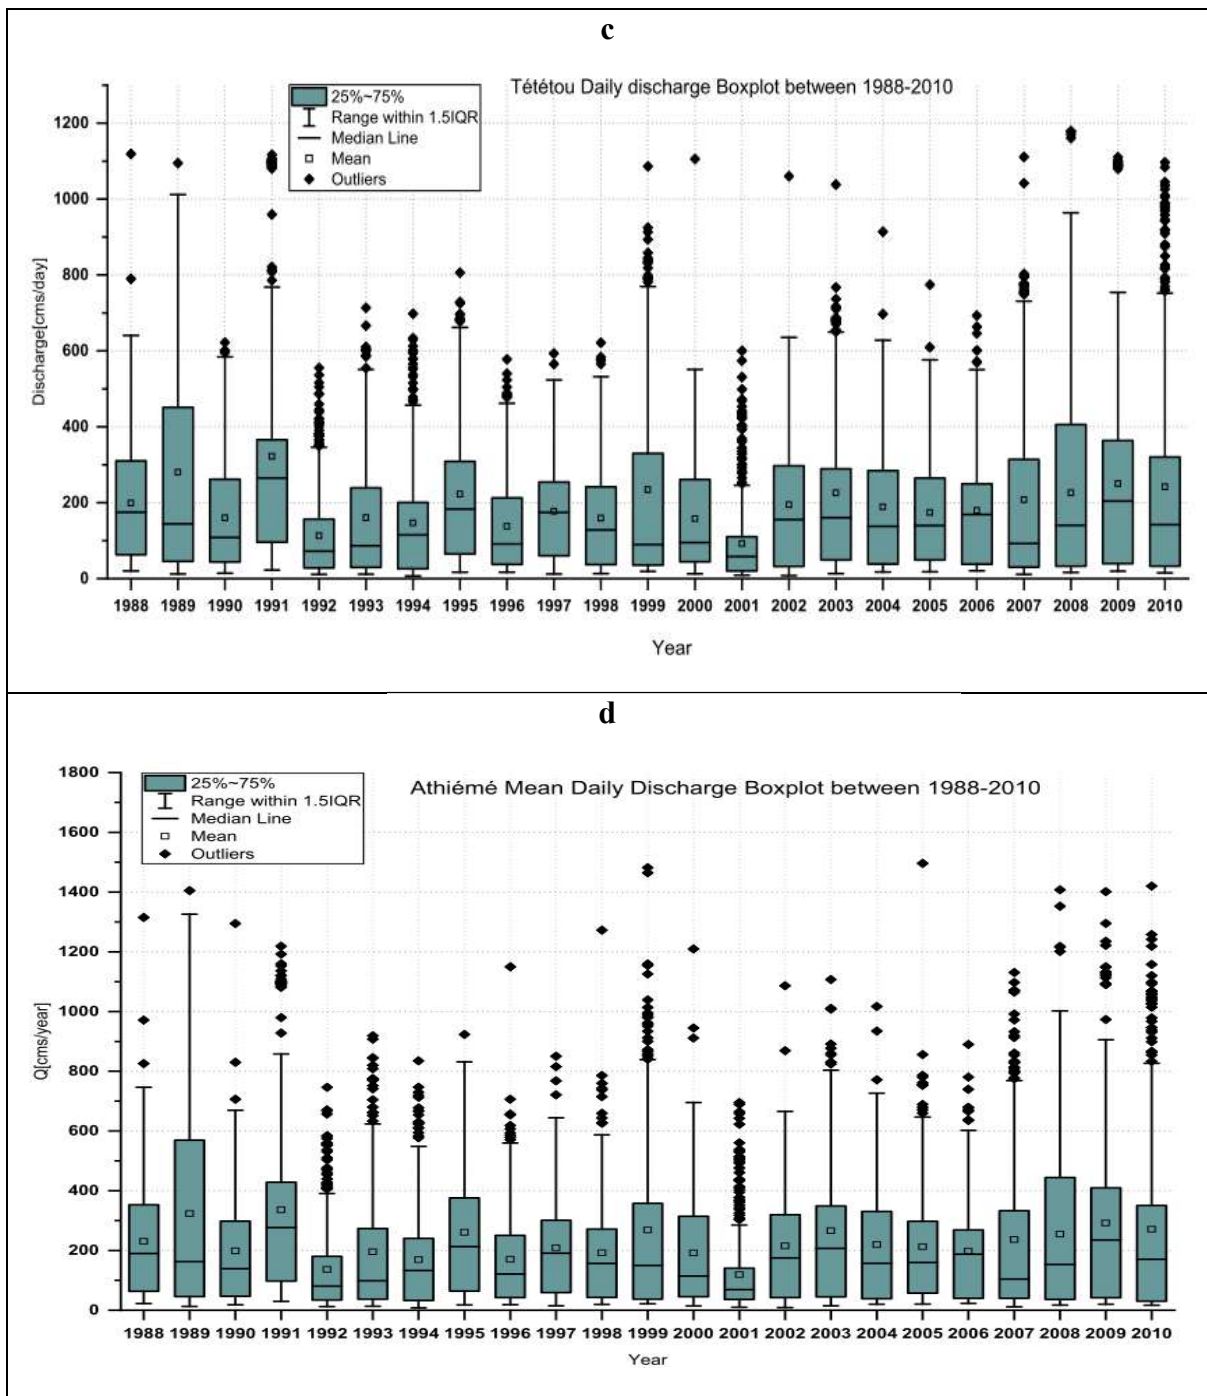 c
Tététou Daily discharge Boxplot between 1988-2010
25%~75%
Range within 1.5IQR
Median Line
Mean
Outliers
1200
1000
800
600
400
200
0
Discharge[cms/day]
1988 1989 1990 1991 1992 1993 1994 1995 1996 1997 1998 1999 2000 2001 2002 2003 2004 2005 2006 2007 2008 2009 2010
Year
d
Athiémé Mean Daily Discharge Boxplot between 1988-2010
25%~75%
Range within 1.5IQR
Median Line
Mean
Outliers
1800
1600
1400
1200
1000
800
600
400
200
0
Q[cms/year]
1988 1989 1990 1991 1992 1993 1994 1995 1996 1997 1998 1999 2000 2001 2002 2003 2004 2005 2006 2007 2008 2009 2010
Year